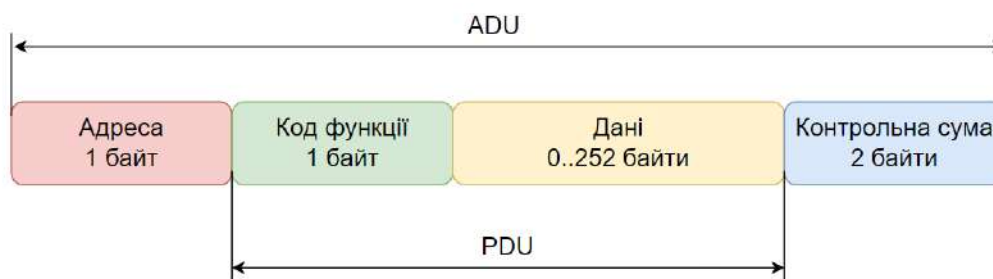 ADU
Адреса
1 байт
Код функції
1 байт
Дані
0..252 байти
Контрольна сума
2 байти
PDU